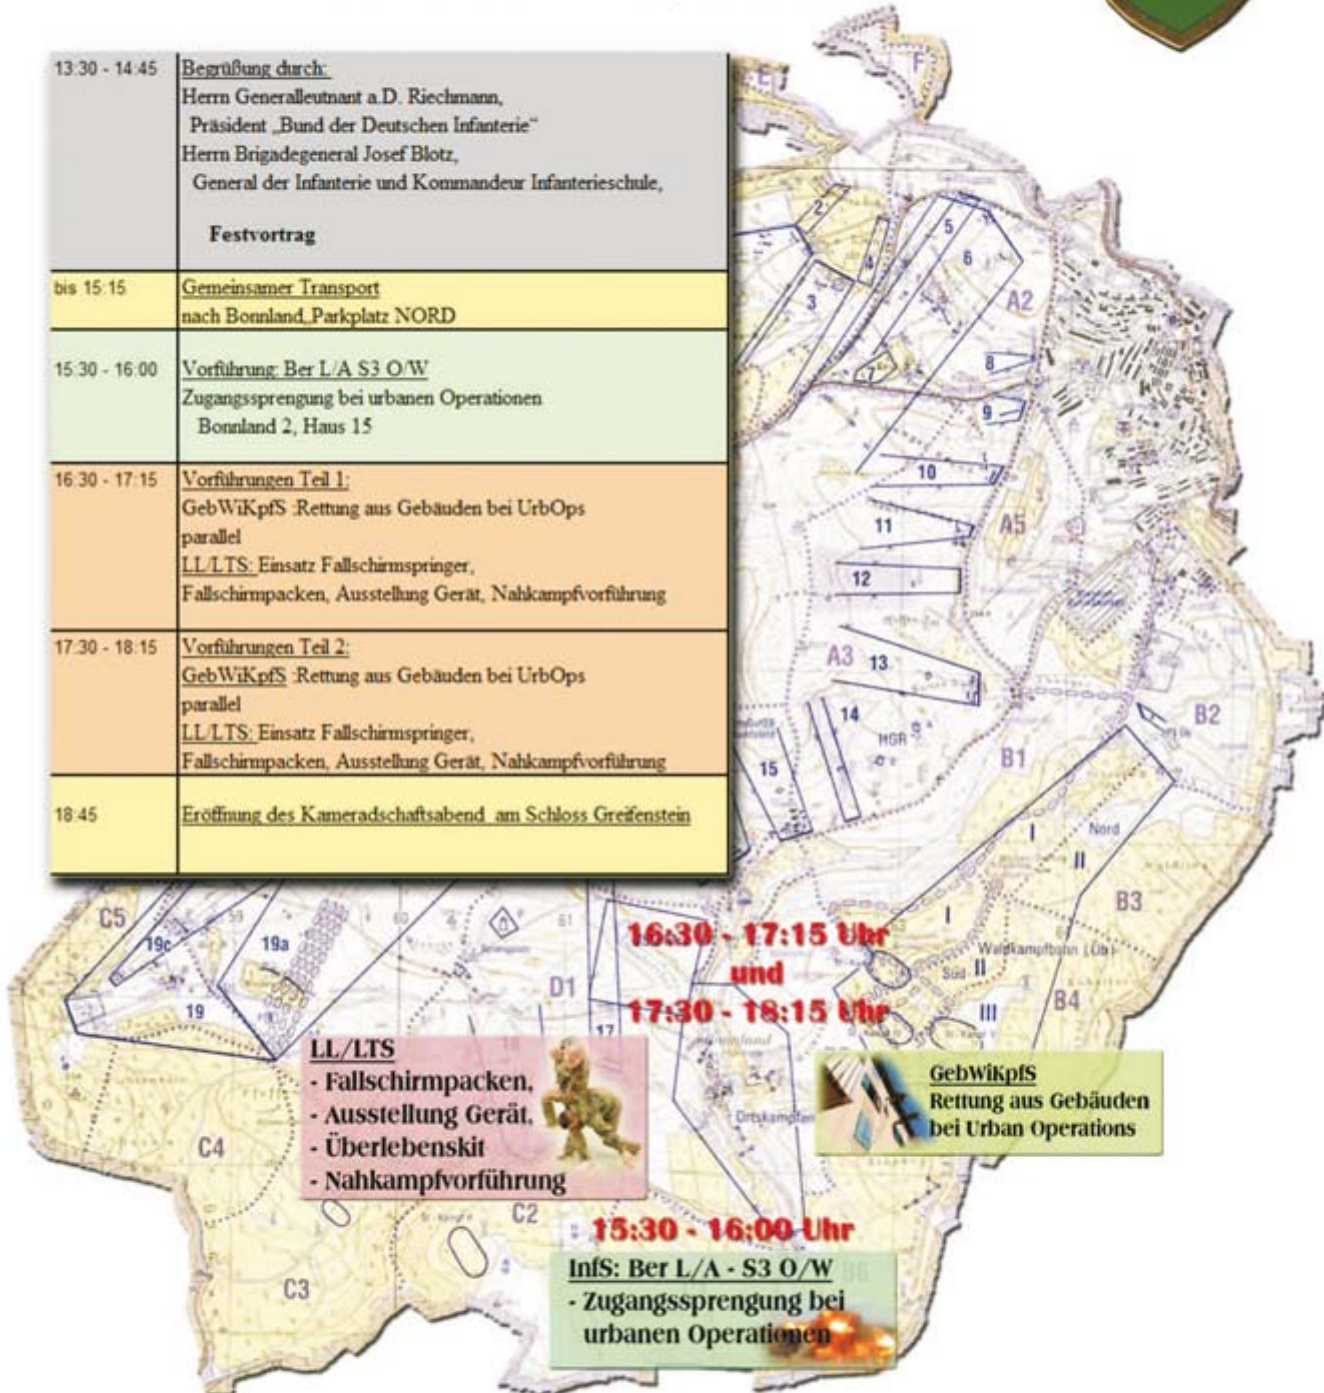 13:30 - 14:45
Begrüßung durch:
Herrn Generalleutnant a.D. Riechmann,
Präsident „Bund der Deutschen Infanterie“
Herrn Brigadegeneral Josef Blotz,
General der Infanterie und Kommandeur Infanterieschule,
Festvortrag
bis 15:15
Gemeinsamer Transport
nach Bonnland,,Parkplatz NORD
15:30 - 16:00
Vorführung: Ber L/A S3 O/W
Zugangssprengung bei urbanen Operationen
Bonnland 2, Haus 15
16:30 - 17:15
Vorführungen Teil 1:
GebWiKpfS :Rettung aus Gebäuden bei UrbOps
parallel
LL/LTS: Einsatz Fallschirmspringer,
Fallschirmpacken, Ausstellung Gerät, Nahkampfvorführung
17:30 - 18:15
Vorführungen Teil 2:
GebWiKpfS :Rettung aus Gebäuden bei UrbOps
parallel
LL/LTS: Einsatz Fallschirmspringer,
Fallschirmpacken, Ausstellung Gerät, Nahkampfvorführung
18:45
Eröffnung des Kameradschaftsabend am Schloss Greifenstein
E
F
2
3
4
5
6
A2
7
8
9
10
A5
11
12
A3
13
14
HGR
15
B1
B2
I
II
Nord
B3
I
Waldkampfbahn (Üb)
Süd
II
III
B4
C5
59
60
61
19c
19a
19
D1
17
16:30 - 17:15 Uhr
und
17:30 - 18:15 Uhr
LL/LTS
- Fallschirmpacken,
- Ausstellung Gerät,
- Überlebenskit
- Nahkampfvorführung
Bonnland
GebWiKpfS
Rettung aus Gebäuden
bei Urban Operations
C4
C2
C3
15:30 - 16:00 Uhr
InfS: Ber L/A - S3 O/W
- Zugangssprengung bei
urbanen Operationen